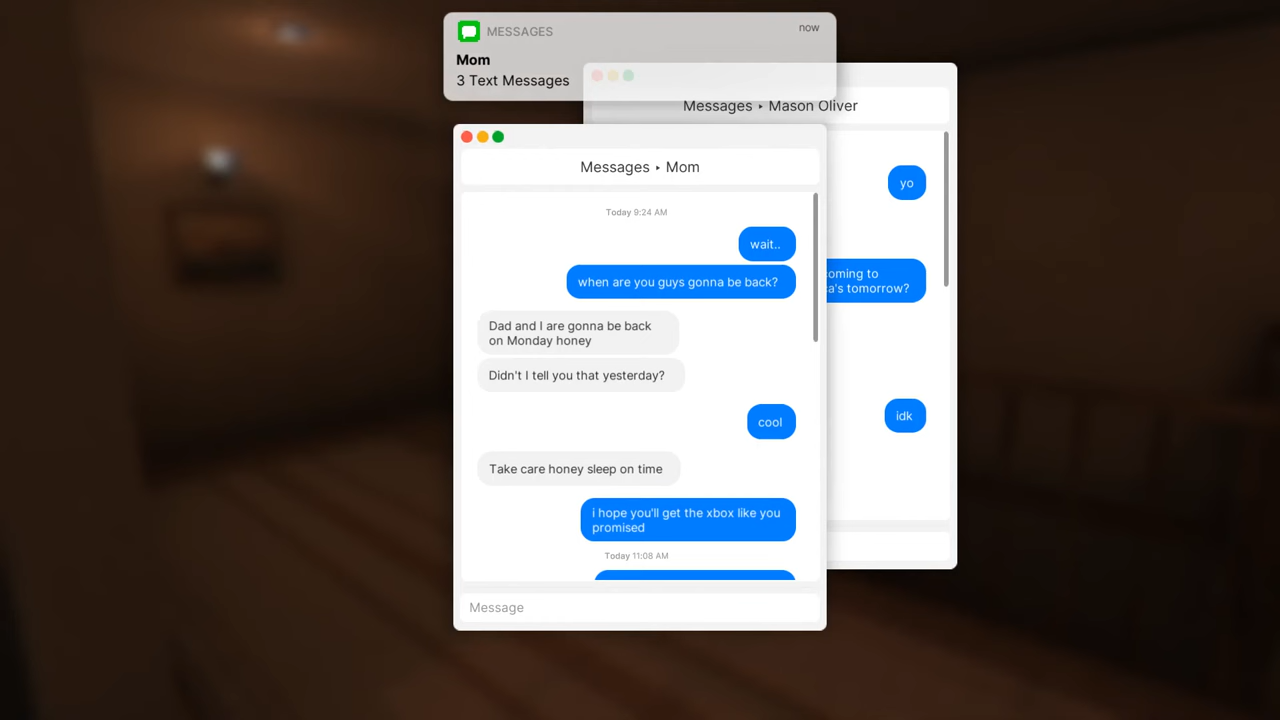 MESSAGES
now
Mom
3 Text Messages
Messages ‣ Mason Oliver
yo
coming to
tomorrow?
idk
Messages ‣ Mom
Today 9:24 AM
wait..
when are you guys gonna be back?
Dad and I are gonna be back
on Monday honey
Didn't I tell you that yesterday?
cool
Take care honey sleep on time
i hope you'll get the xbox like you
promised
Today 11:08 AM
Message